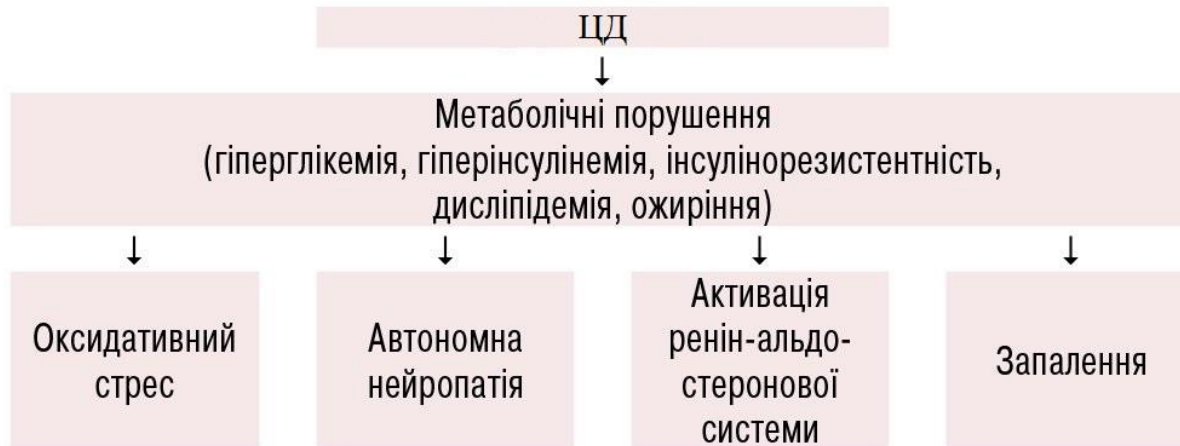 ЦД
↓
Метаболічні порушення
(гіперглікемія, гіперінсулінемія, інсулінорезистентність,
дисліпідемія, ожиріння)
↓ ↓ ↓ ↓
Оксидативний
стрес
Автономна
нейропатія
Активація
ренін-альдо-
стеронової
системи
Запалення